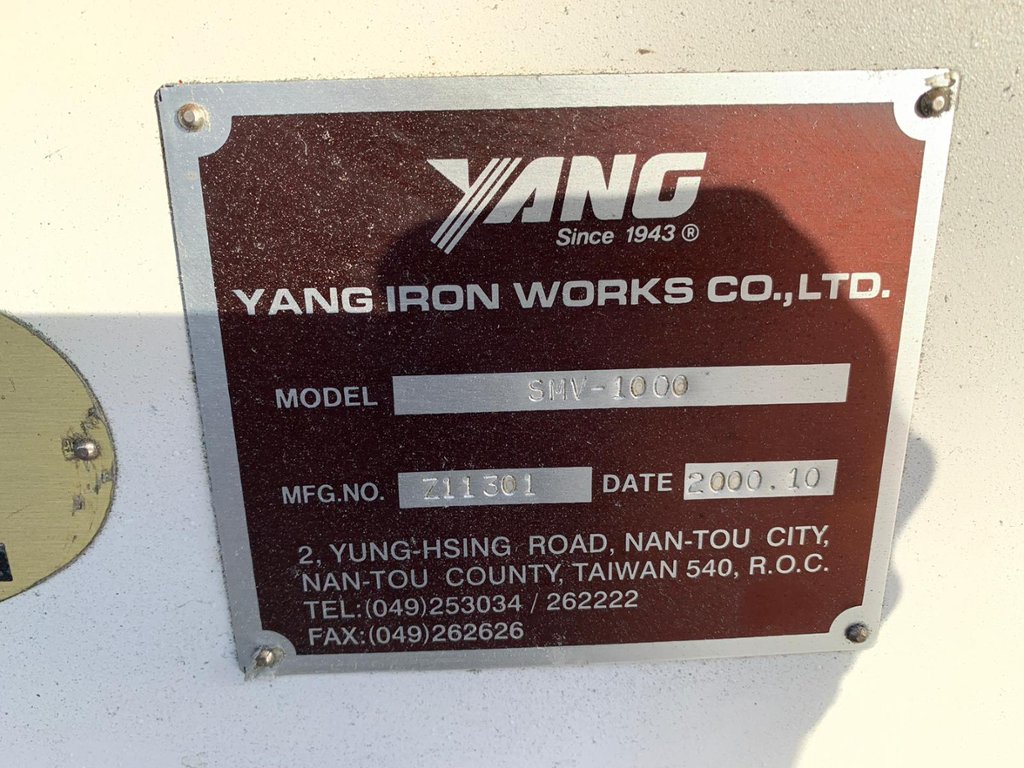 YANG
Since 1943 ®
YANG IRON WORKS CO.,LTD.
MODEL SMV-1000
MFG.NO. Z11301 DATE 2000.10
2, YUNG-HSING ROAD, NAN-TOU CITY,
NAN-TOU COUNTY, TAIWAN 540, R.O.C.
TEL:(049)253034 / 262222
FAX:(049)262626